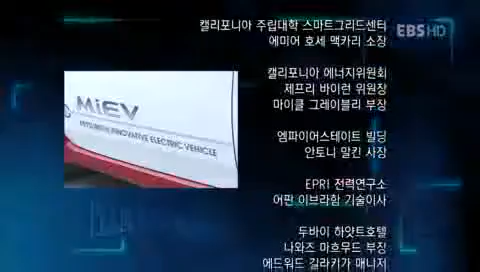 캘리포니아 주립대학 스마트그리드센터
에미어 호세 맥카리 소장
EBS HD
캘리포니아 에너지위원회
제프리 바이런 위원장
마이클 그레이블리 부장
MiEV
MITSUBISHI INNOVATIVE ELECTRIC VEHICLE
엠파이어스테이트 빌딩
안토니 말킨 사장
EPRI 전력연구소
어판 이브라힘 기술이사
두바이 하얏트호텔
나와즈 마흐무드 부장
에드워드 길라키가 매니저